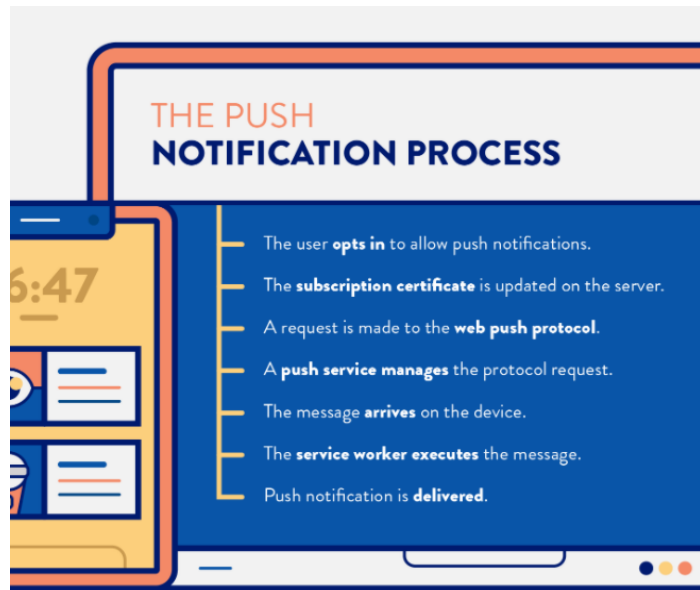 THE PUSH
NOTIFICATION PROCESS
6:47
The user opts in to allow push notifications.
The subscription certificate is updated on the server.
A request is made to the web push protocol.
A push service manages the protocol request.
The message arrives on the device.
The service worker executes the message.
Push notification is delivered.